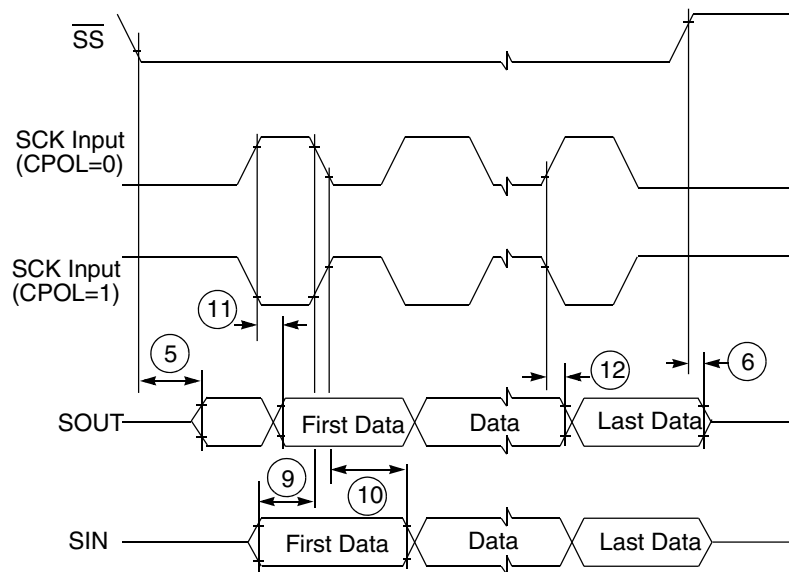 SS
SCK Input
(CPOL=0)
SCK Input
(CPOL=1)
11
5
12
6
SOUT
First Data
Data
Last Data
9
10
SIN
First Data
Data
Last Data